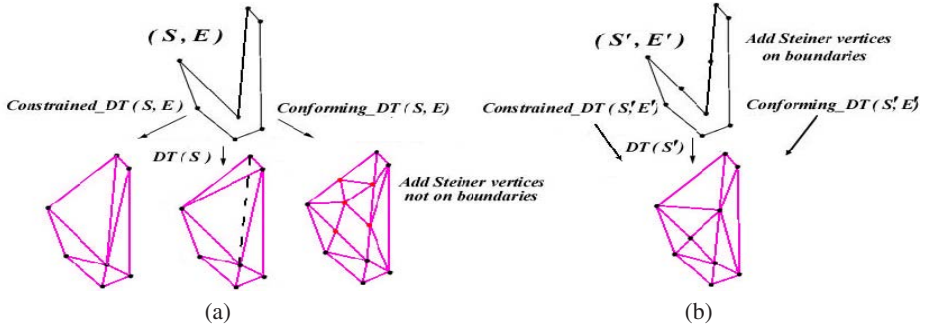 ( S , E )
Constrained_DT ( S , E )
Conforming_DT ( S, E )
DT ( S )
Add Steiner vertices
not on boundaries
(a)
( S' , E' )
Add Steiner vertices
on boundaries
Constrained_DT ( S', E' )
Conforming_DT ( S', E' )
DT ( S' )
(b)